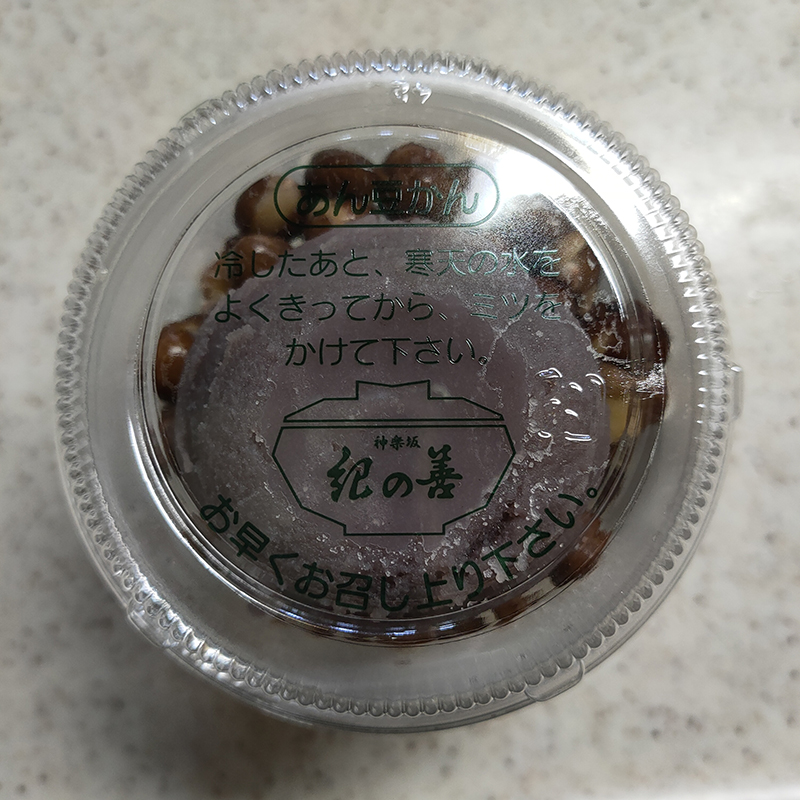 あん豆かん
冷したあと、寒天の水を
よくきってから、ミツを
かけて下さい。
神楽坂
紀の善
お早くお召し上り下さい。